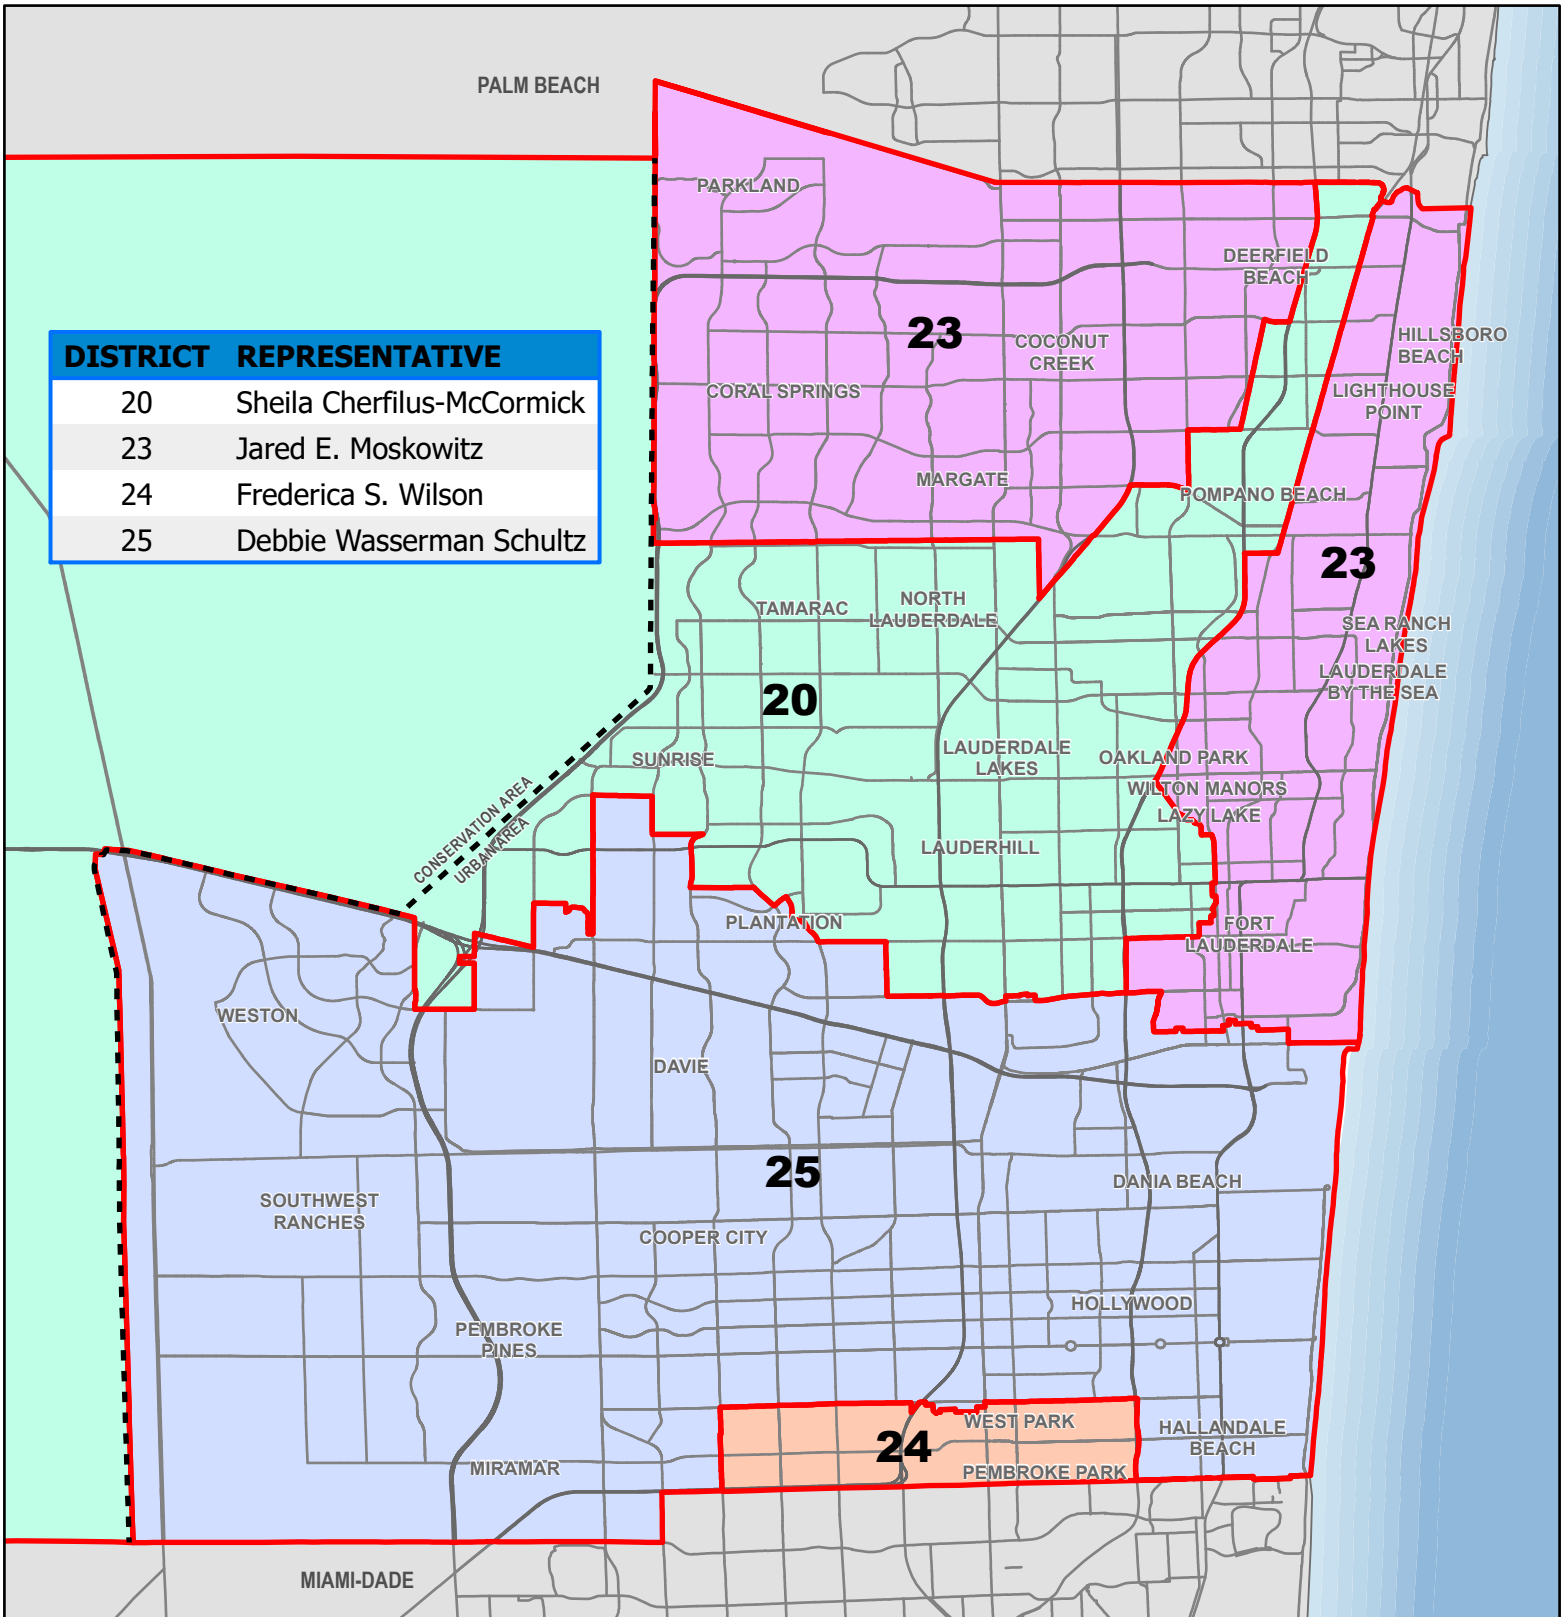 PALM BEACH
PARKLAND
DEERFIELD
BEACH
23
COCONUT
CREEK
HILLSBORO
BEACH
DISTRICT REPRESENTATIVE
20 Sheila Cherfilus-McCormick
23 Jared E. Moskowitz
24 Frederica S. Wilson
25 Debbie Wasserman Schultz
CORAL SPRINGS
LIGHTHOUSE
POINT
MARGATE
POMPANO BEACH
23
TAMARAC
NORTH
LAUDERDALE
SEA RANCH
LAKES
LAUDERDALE
BY THE SEA
20
SUNRISE
LAUDERDALE
LAKES
OAKLAND PARK
WILTON MANORS
LAZY LAKE
CONSERVATION AREA
URBAN AREA
LAUDERHILL
PLANTATION
FORT
LAUDERDALE
WESTON
DAVIE
25
DANIA BEACH
SOUTHWEST
RANCHES
COOPER CITY
HOLLYWOOD
PEMBROKE
PINES
WEST PARK
HALLANDALE
BEACH
24
MIRAMAR
PEMBROKE PARK
MIAMI-DADE